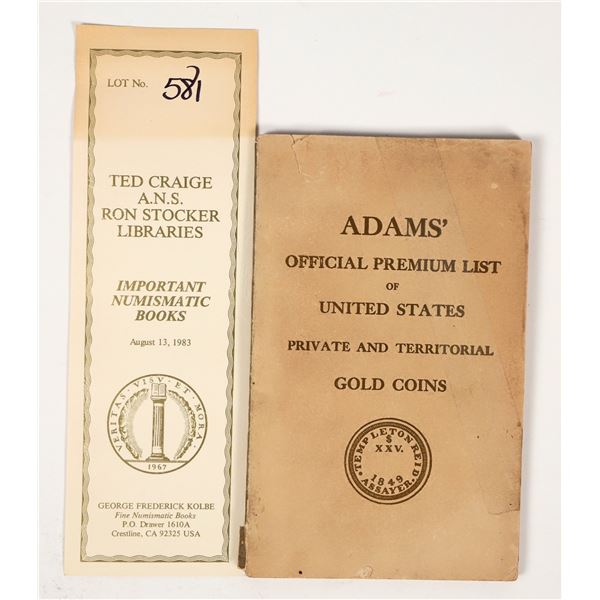 LOT No. 581
TED CRAIGE
A.N.S.
RON STOCKER
LIBRARIES
IMPORTANT
NUMISMATIC
BOOKS
August 13, 1983
VERITAS · VISV · ET · MORA
1967
GEORGE FREDERICK KOLBE
Fine Numismatic Books
P.O. Drawer 1610A
Crestline, CA 92325 USA
ADAMS'
OFFICIAL PREMIUM LIST
OF
UNITED STATES
PRIVATE AND TERRITORIAL
GOLD COINS
· TEMPLETON REID ·
$
XXV.
1849
ASSAYER.